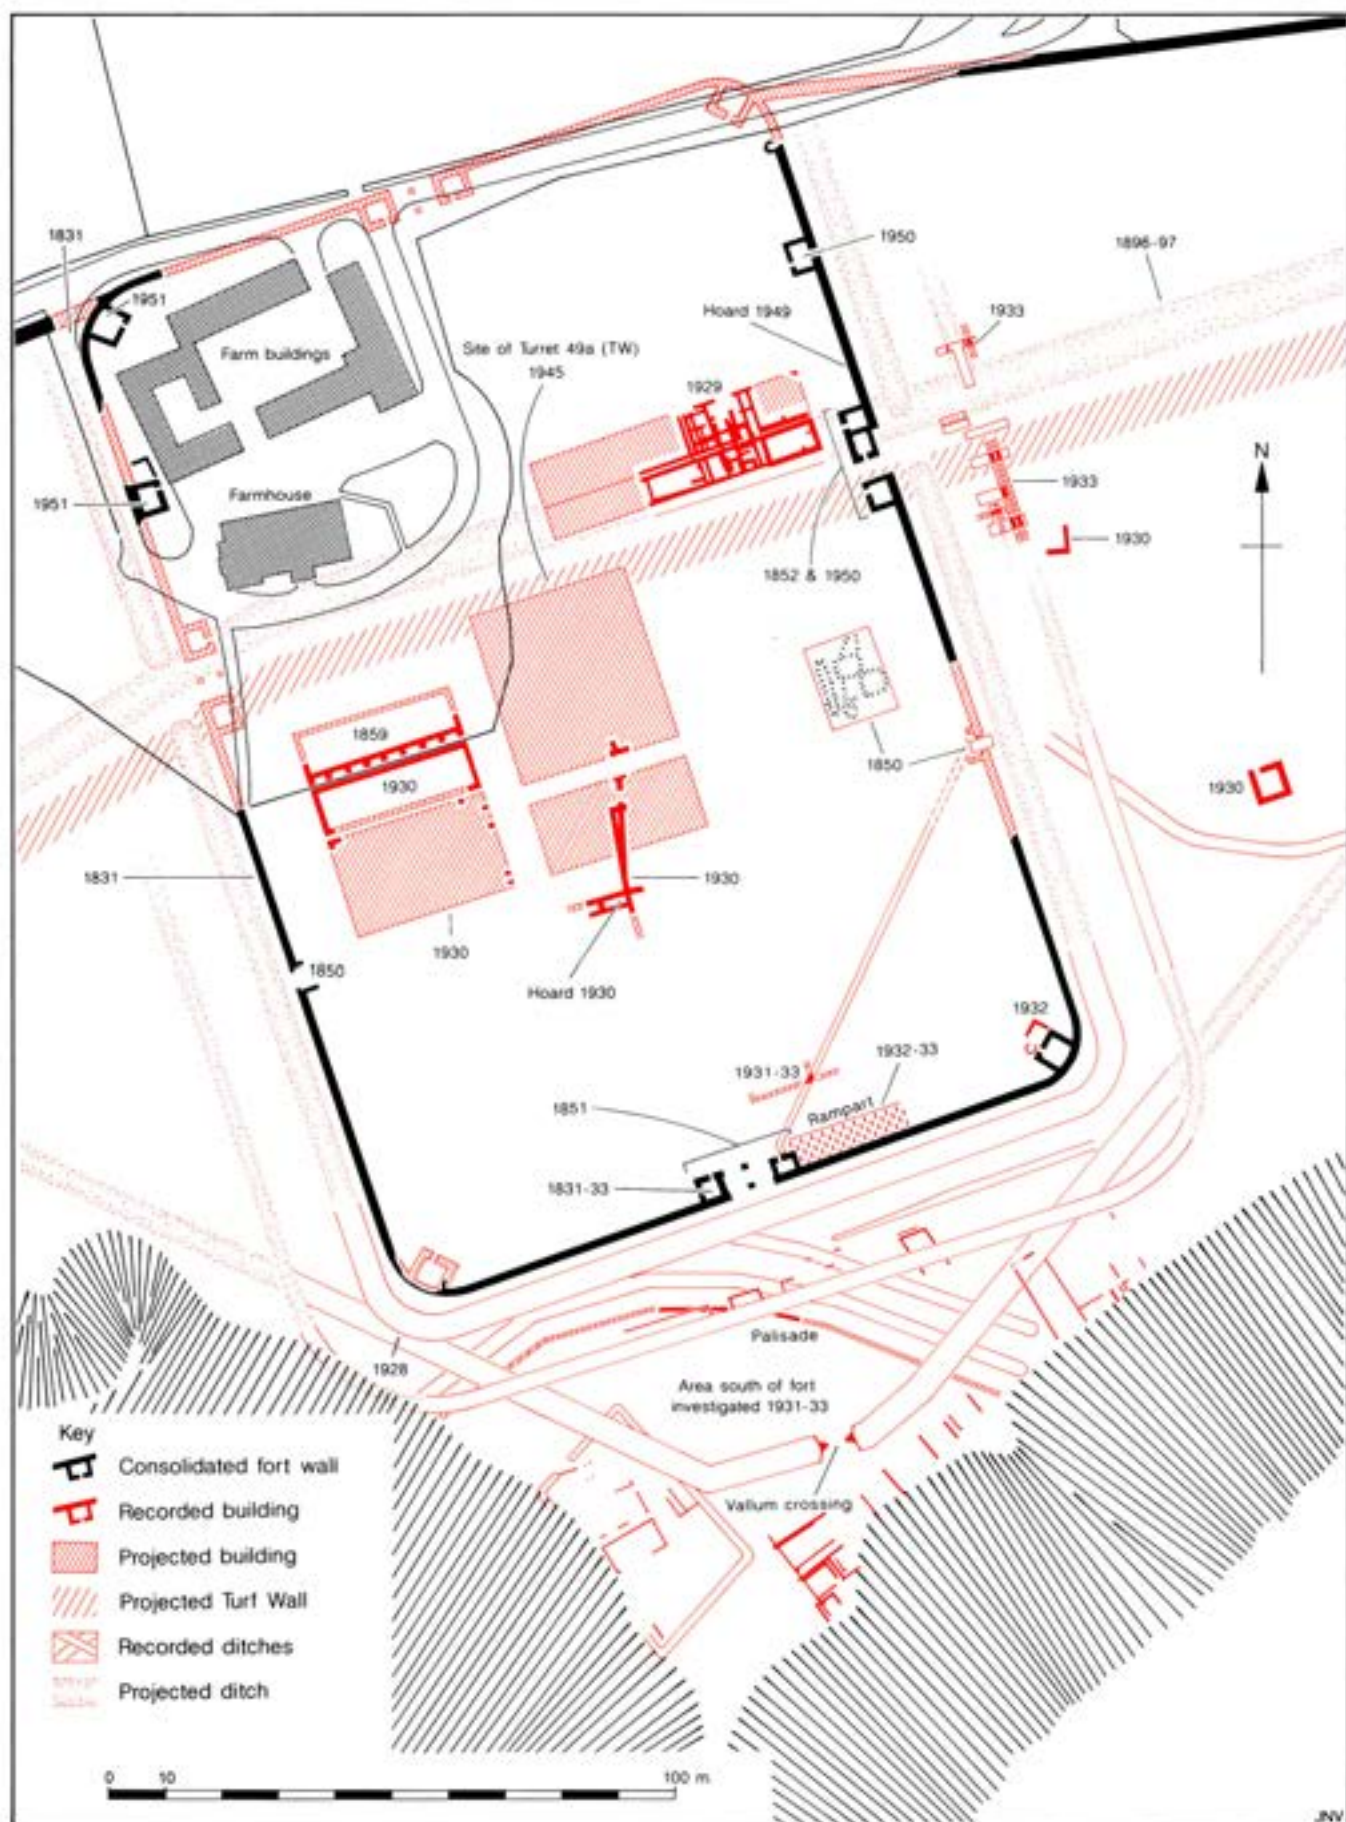 1831
1951
1950
1896-97
Hoard 1949
1933
Farm buildings
Site of Turret 49a (TW)
1945
1929
N
1951
Farmhouse
1933
1930
1852 & 1950
1859
1930
1850
1930
1831
1930
1930
1850
Hoard 1930
1932
1932-33
1931-33
Rampart
1851
1831-33
Palisade
1928
Area south of fort
investigated 1931-33
Vallum crossing
Key
Consolidated fort wall
Recorded building
Projected building
Projected Turf Wall
Recorded ditches
Projected ditch
0 10 100 m
JNV